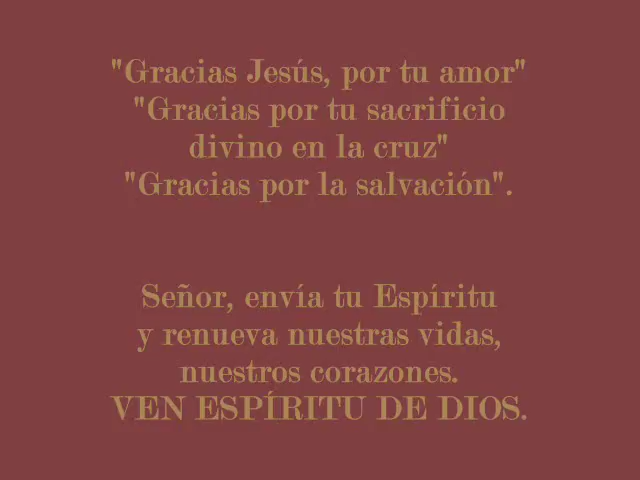 "Gracias Jesús, por tu amor"
"Gracias por tu sacrificio
divino en la cruz"
"Gracias por la salvación".
Señor, envía tu Espíritu
y renueva nuestras vidas,
nuestros corazones.
VEN ESPÍRITU DE DIOS.